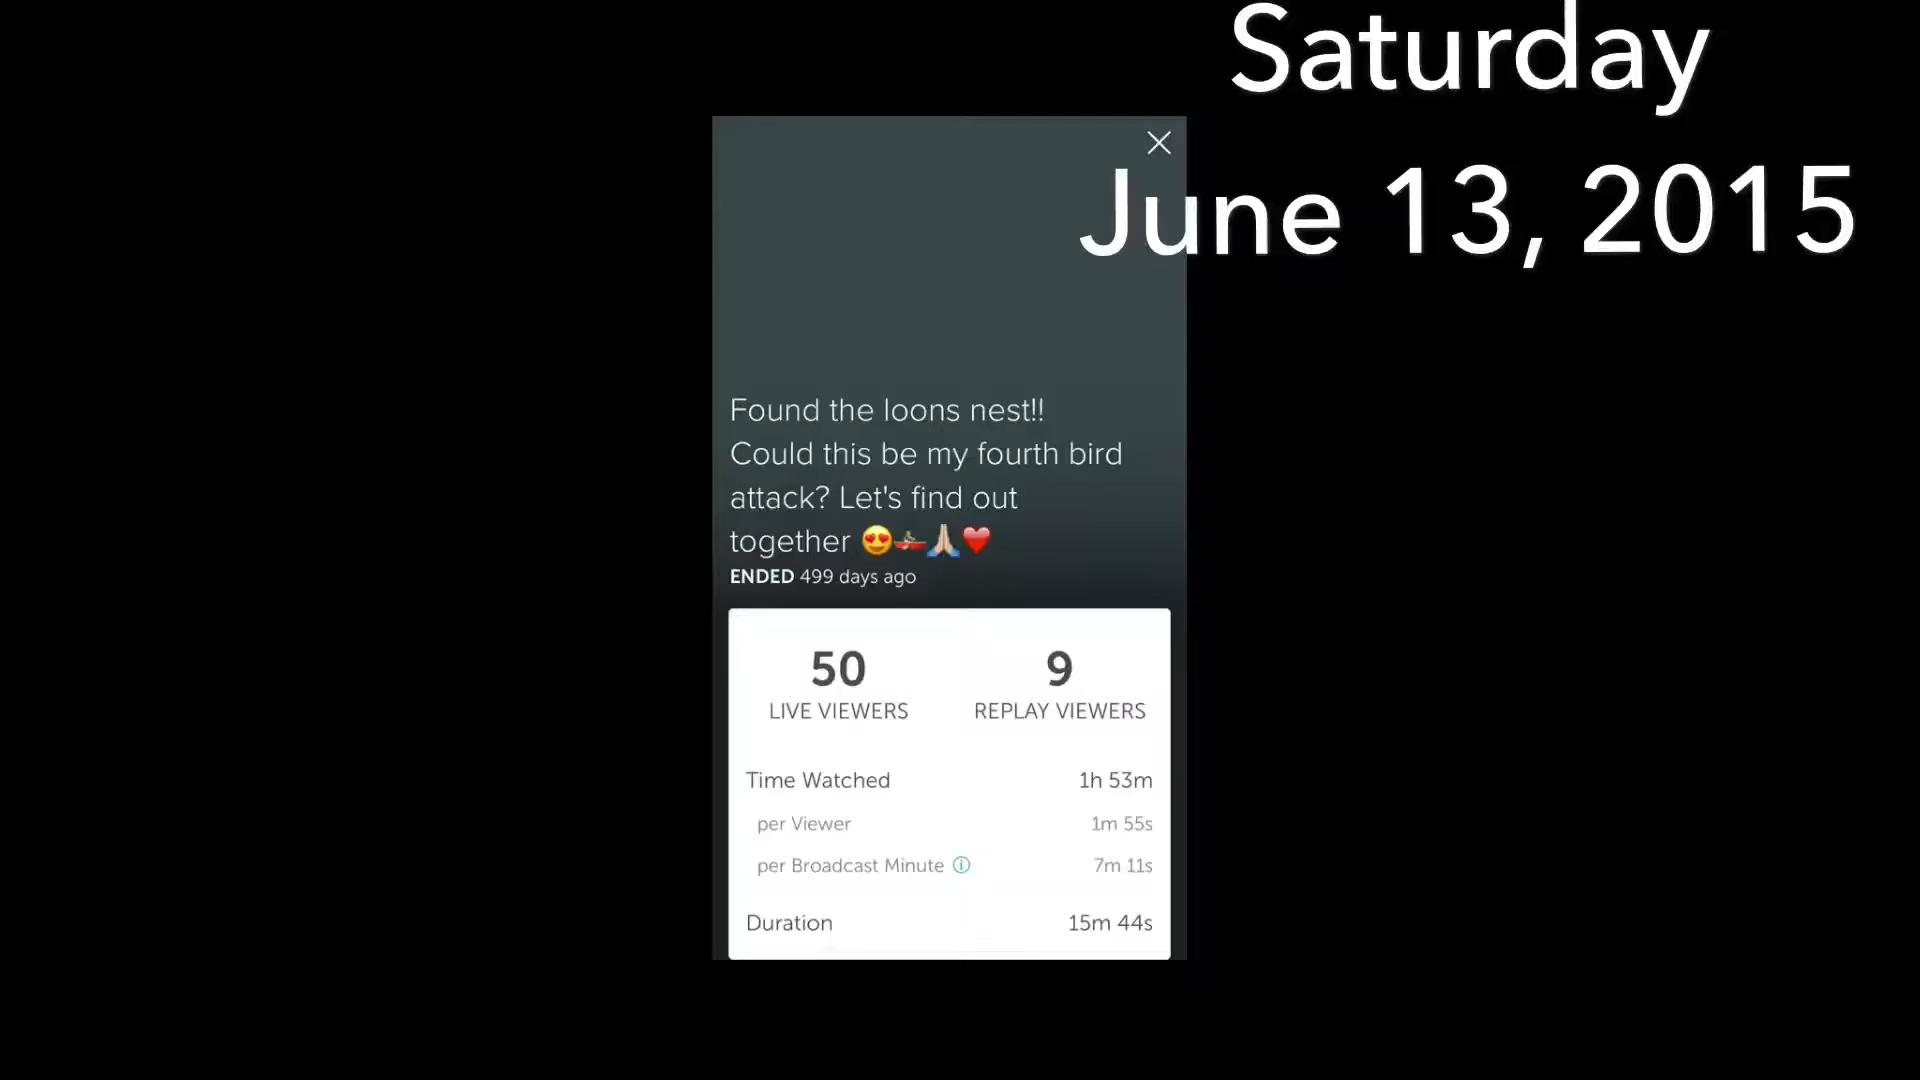 Saturday
June 13, 2015
Found the loons nest!!
Could this be my fourth bird
attack? Let's find out
together 😍🚣🙏❤️
ENDED 499 days ago
50
LIVE VIEWERS
9
REPLAY VIEWERS
Time Watched 1h 53m
per Viewer 1m 55s
per Broadcast Minute ⓘ 7m 11s
Duration 15m 44s